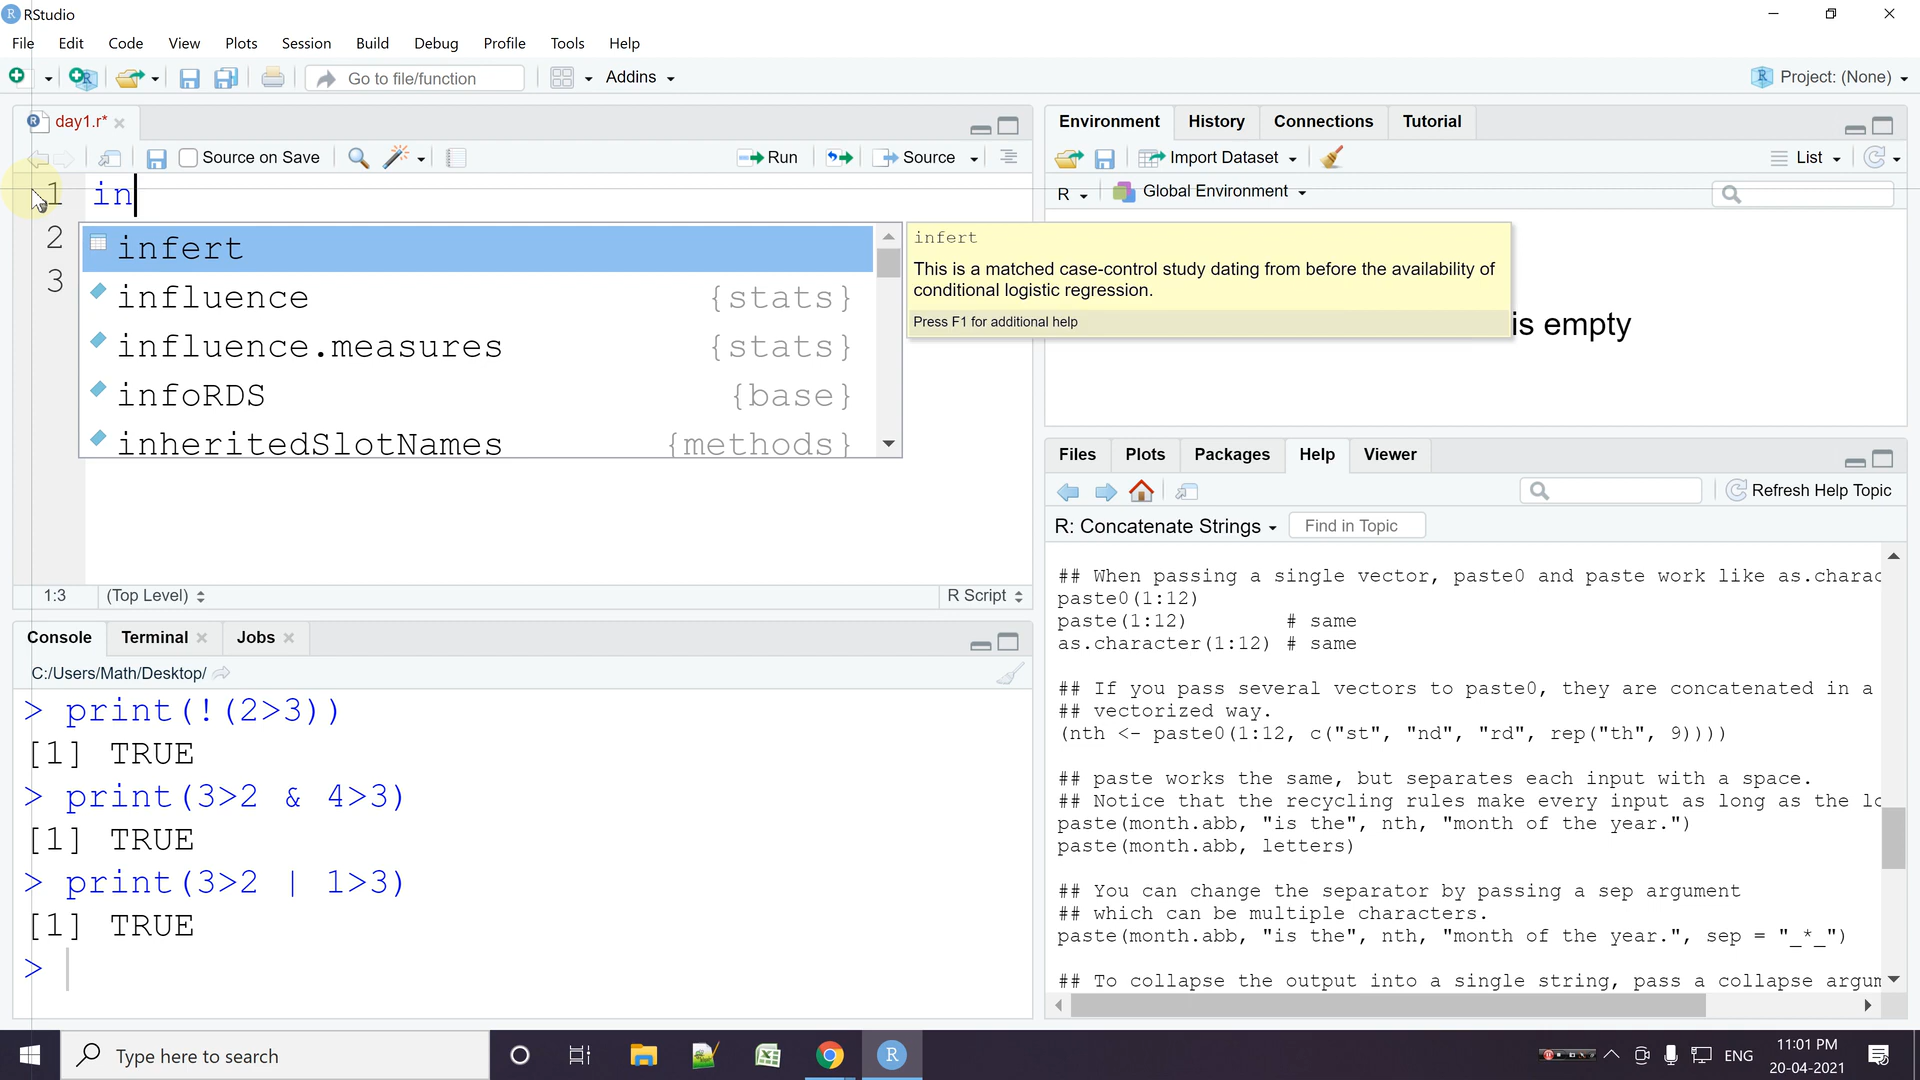 RStudio
File Edit Code View Plots Session Build Debug Profile Tools Help
Go to file/function Addins Project: (None)
day1.r*
Source on Save Run Source
1 in
2
3
infert
influence {stats}
influence.measures {stats}
infoRDS {base}
inheritedSlotNames {methods}
infert
This is a matched case-control study dating from before the availability of
conditional logistic regression.
Press F1 for additional help
1:3 (Top Level) R Script
Console Terminal Jobs
C:/Users/Math/Desktop/
> print(!(2>3))
[1] TRUE
> print(3>2 & 4>3)
[1] TRUE
> print(3>2 | 1>3)
[1] TRUE
>
Environment History Connections Tutorial
Import Dataset List
R Global Environment
is empty
Files Plots Packages Help Viewer
Refresh Help Topic
R: Concatenate Strings Find in Topic
## When passing a single vector, paste0 and paste work like as.charac
paste0(1:12)
paste(1:12) # same
as.character(1:12) # same
## If you pass several vectors to paste0, they are concatenated in a
## vectorized way.
(nth <- paste0(1:12, c("st", "nd", "rd", rep("th", 9))))
## paste works the same, but separates each input with a space.
## Notice that the recycling rules make every input as long as the lo
paste(month.abb, "is the", nth, "month of the year.")
paste(month.abb, letters)
## You can change the separator by passing a sep argument
## which can be multiple characters.
paste(month.abb, "is the", nth, "month of the year.", sep = "_*_")
## To collapse the output into a single string, pass a collapse argum
Type here to search
ENG
11:01 PM
20-04-2021